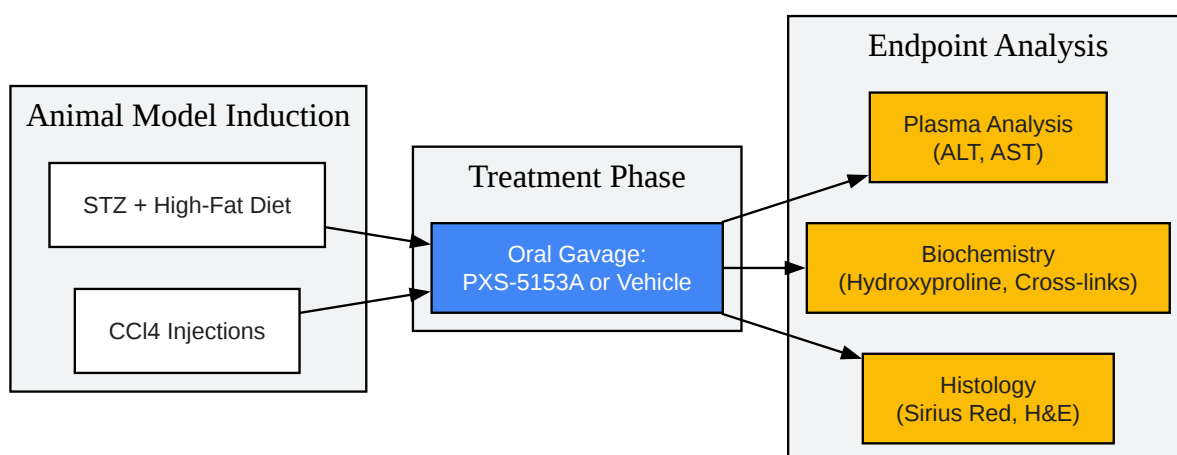 Animal Model Induction
STZ + High-Fat Diet
CCl4 Injections
Treatment Phase
Oral Gavage:
PXS-5153A or Vehicle
Endpoint Analysis
Plasma Analysis
(ALT, AST)
Biochemistry
(Hydroxyproline, Cross-links)
Histology
(Sirius Red, H&E)